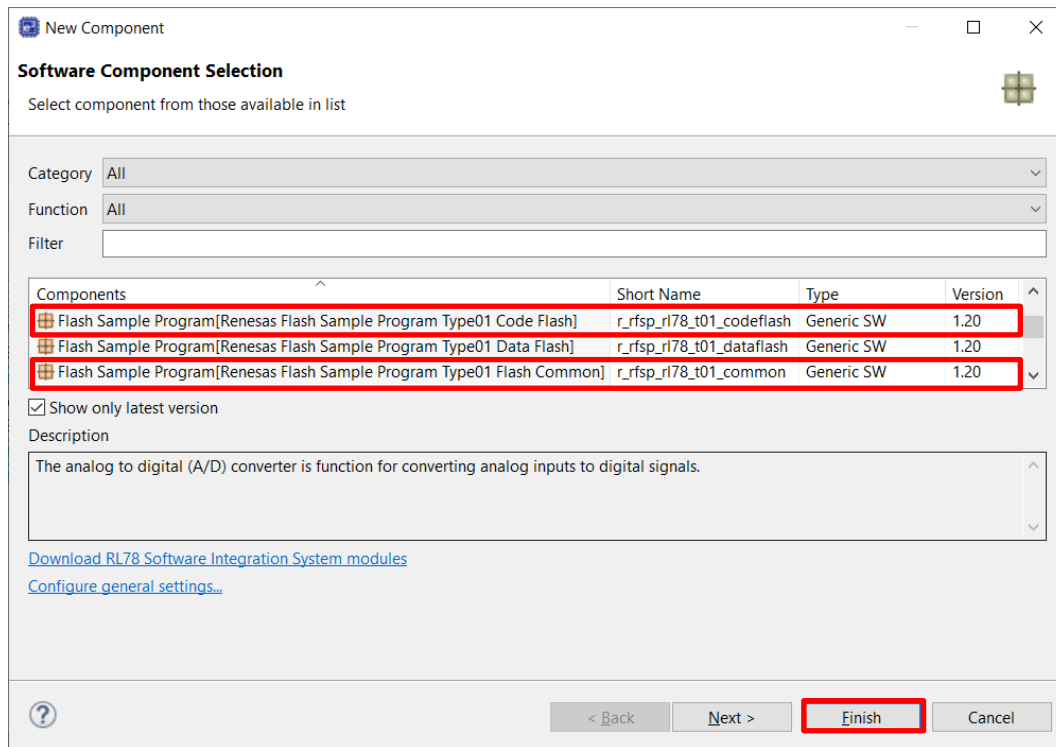 New Component
Software Component Selection
Select component from those available in list
Category All
Function All
Filter
Components Short Name Type Version
Flash Sample Program[Renesas Flash Sample Program Type01 Code Flash] r_rfsp_rl78_t01_codeflash Generic SW 1.20
Flash Sample Program[Renesas Flash Sample Program Type01 Data Flash] r_rfsp_rl78_t01_dataflash Generic SW 1.20
Flash Sample Program[Renesas Flash Sample Program Type01 Flash Common] r_rfsp_rl78_t01_common Generic SW 1.20
Show only latest version
Description
The analog to digital (A/D) converter is function for converting analog inputs to digital signals.
Download RL78 Software Integration System modules
Configure general settings...
? < Back Next > Finish Cancel